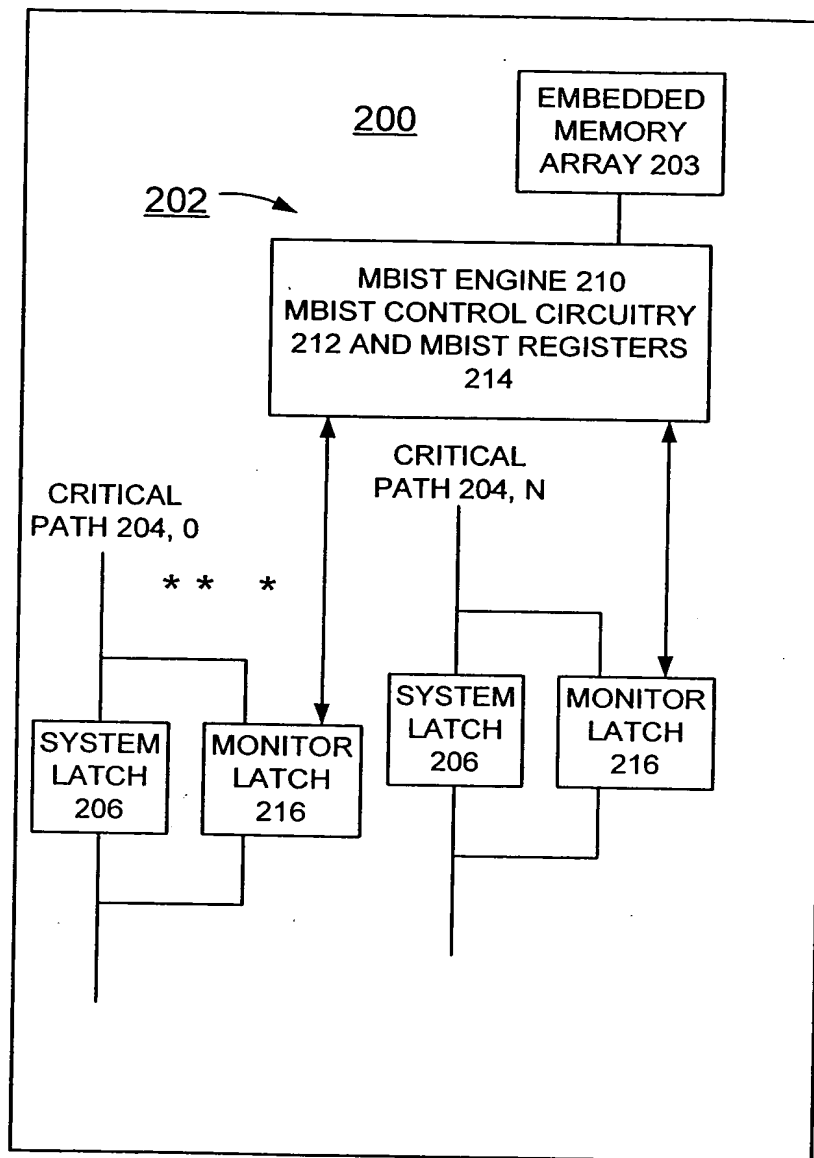 EMBEDDED
MEMORY
ARRAY 203
200
202
MBIST ENGINE 210
MBIST CONTROL CIRCUITRY
212 AND MBIST REGISTERS
214
CRITICAL
PATH 204, N
CRITICAL
PATH 204, 0
* * *
SYSTEM
LATCH
206
MONITOR
LATCH
216
SYSTEM
LATCH
206
MONITOR
LATCH
216